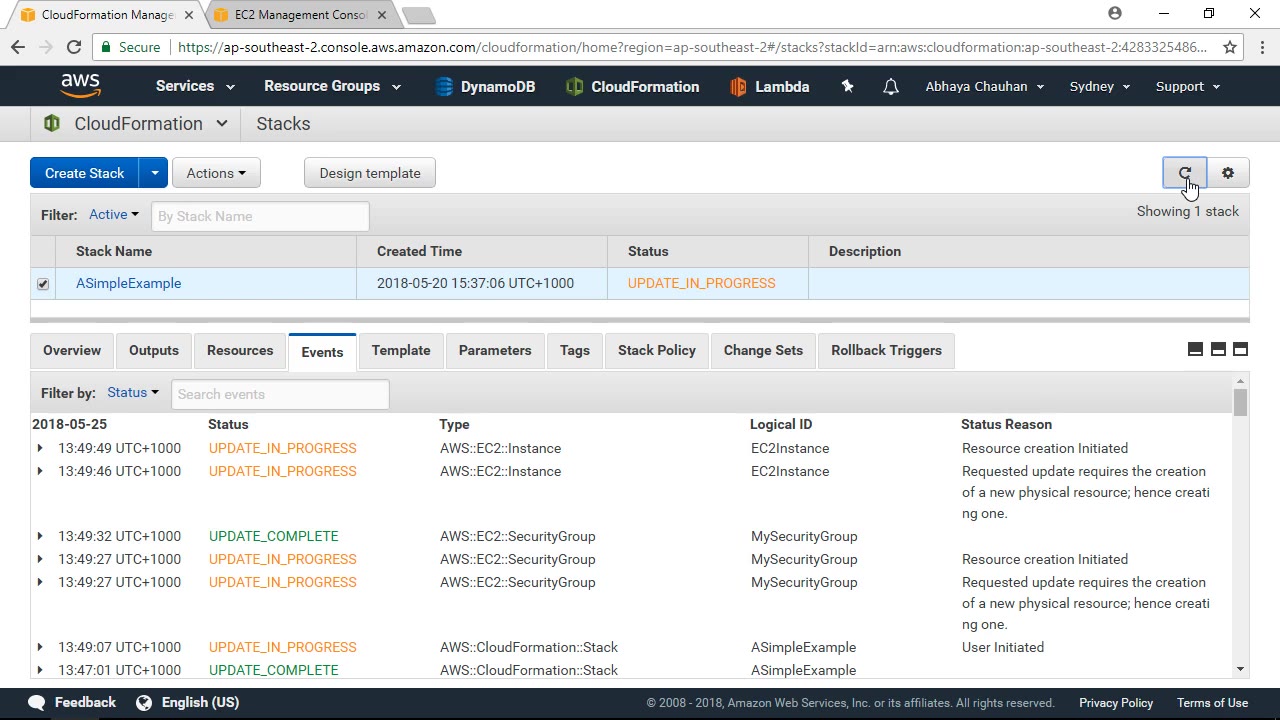 CloudFormation Manage
EC2 Management Conso
Secure https://ap-southeast-2.console.aws.amazon.com/cloudformation/home?region=ap-southeast-2#/stacks?stackId=arn:aws:cloudformation:ap-southeast-2:4283325486...
aws Services Resource Groups DynamoDB CloudFormation Lambda Abhaya Chauhan Sydney Support
CloudFormation Stacks
Create Stack Actions Design template
Filter: Active By Stack Name Showing 1 stack
Stack Name Created Time Status Description
ASimpleExample 2018-05-20 15:37:06 UTC+1000 UPDATE_IN_PROGRESS
Overview Outputs Resources Events Template Parameters Tags Stack Policy Change Sets Rollback Triggers
Filter by: Status Search events
2018-05-25 Status Type Logical ID Status Reason
13:49:49 UTC+1000 UPDATE_IN_PROGRESS AWS::EC2::Instance EC2Instance Resource creation Initiated
13:49:46 UTC+1000 UPDATE_IN_PROGRESS AWS::EC2::Instance EC2Instance Requested update requires the creation
of a new physical resource; hence creati
ng one.
13:49:32 UTC+1000 UPDATE_COMPLETE AWS::EC2::SecurityGroup MySecurityGroup
13:49:27 UTC+1000 UPDATE_IN_PROGRESS AWS::EC2::SecurityGroup MySecurityGroup Resource creation Initiated
13:49:27 UTC+1000 UPDATE_IN_PROGRESS AWS::EC2::SecurityGroup MySecurityGroup Requested update requires the creation
of a new physical resource; hence creati
ng one.
13:49:07 UTC+1000 UPDATE_IN_PROGRESS AWS::CloudFormation::Stack ASimpleExample User Initiated
13:47:01 UTC+1000 UPDATE_COMPLETE AWS::CloudFormation::Stack ASimpleExample
Feedback English (US) © 2008 - 2018, Amazon Web Services, Inc. or its affiliates. All rights reserved. Privacy Policy Terms of Use